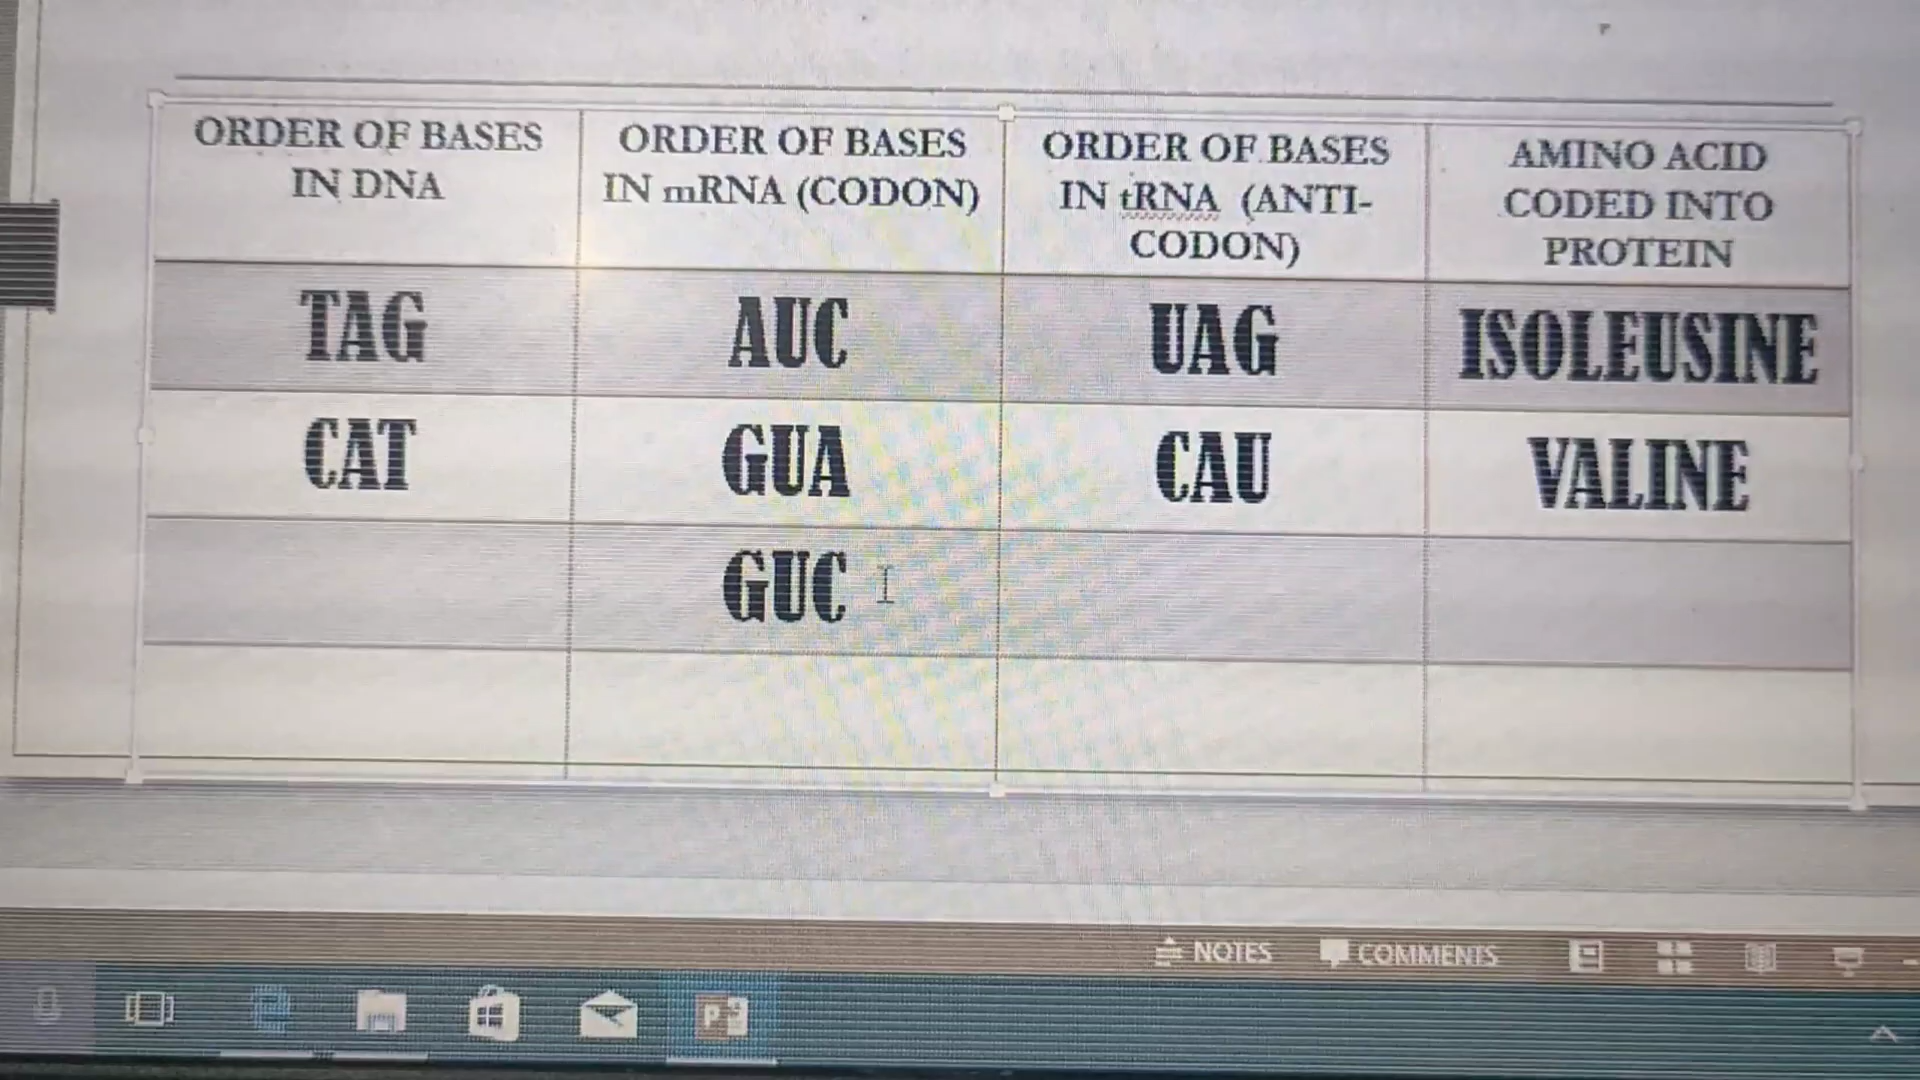 ORDER OF BASES
IN DNA
ORDER OF BASES
IN mRNA (CODON)
ORDER OF BASES
IN tRNA (ANTI-
CODON)
AMINO ACID
CODED INTO
PROTEIN
TAG
AUC
UAG
ISOLEUSINE
CAT
GUA
CAU
VALINE
GUC
NOTES
COMMENTS